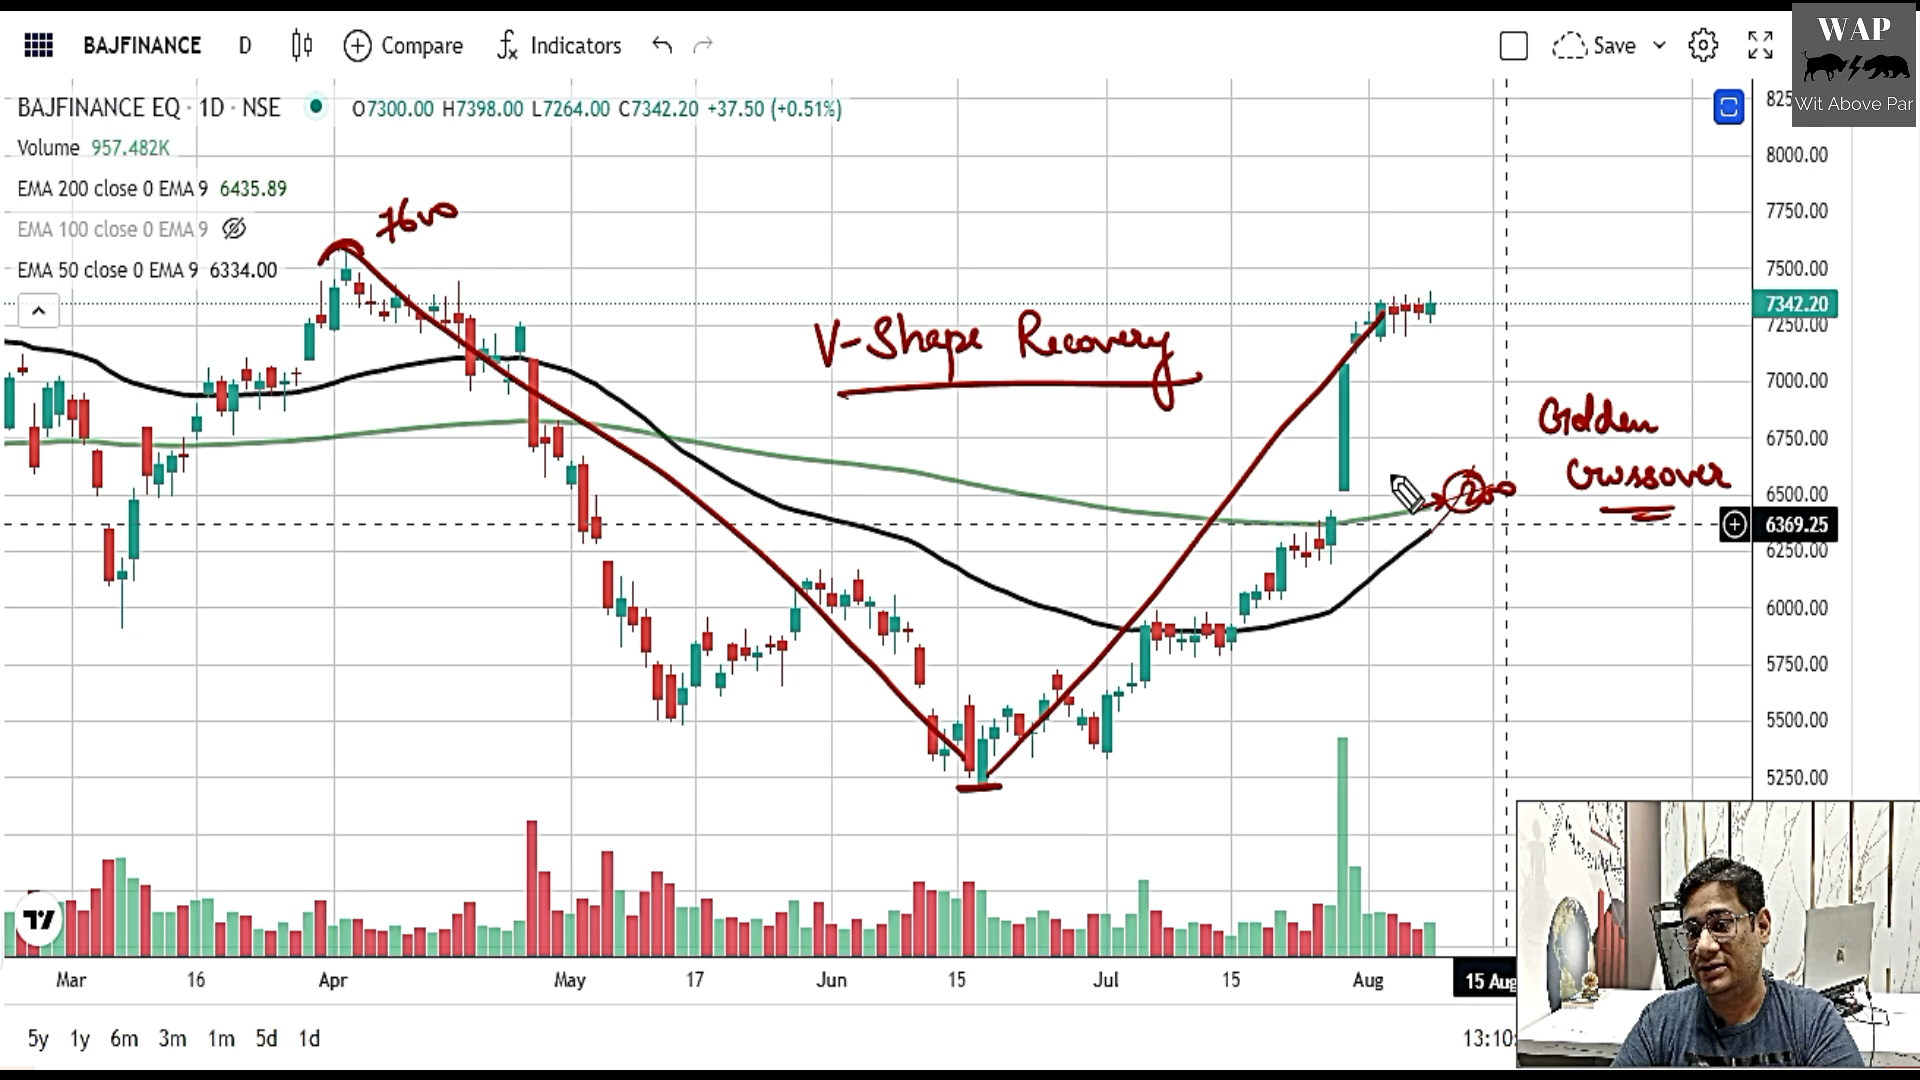 BAJFINANCE D Compare Indicators Save
WAP
Wit Above Par
BAJFINANCE EQ · 1D · NSE O7300.00 H7398.00 L7264.00 C7342.20 +37.50 (+0.51%)
Volume 957.482K
EMA 200 close 0 EMA 9 6435.89
EMA 100 close 0 EMA 9
EMA 50 close 0 EMA 9 6334.00
7600
V-Shape Recovery
Golden
Crossover
200
8000.00
7750.00
7500.00
7342.20
7250.00
7000.00
6750.00
6500.00
6369.25
6250.00
6000.00
5750.00
5500.00
5250.00
Mar 16 Apr May 17 Jun 15 Jul 15 Aug 15 Aug
5y 1y 6m 3m 1m 5d 1d 13:10